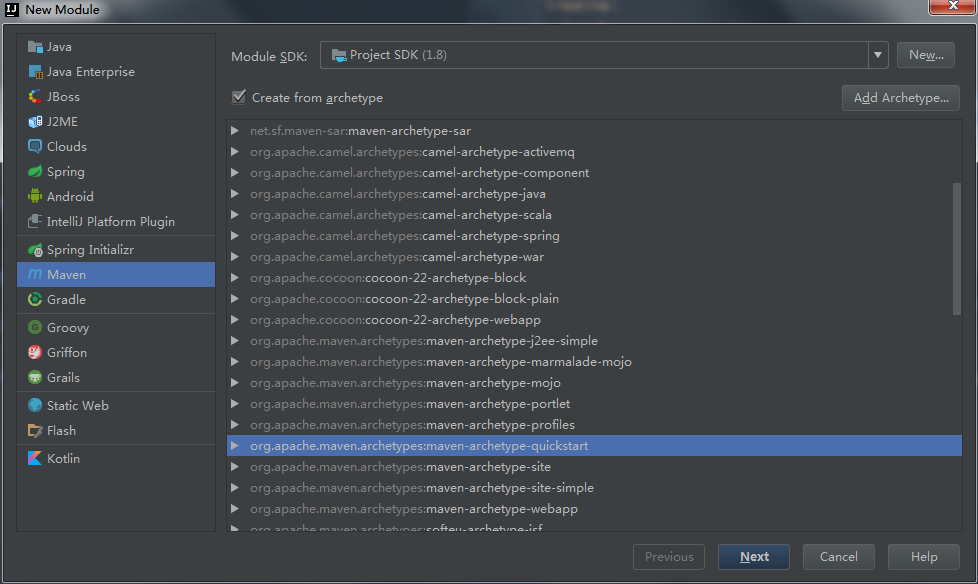 New Module
Java
Java Enterprise
JBoss
J2ME
Clouds
Spring
Android
IntelliJ Platform Plugin
Spring Initializr
Maven
Gradle
Groovy
Griffon
Grails
Static Web
Flash
Kotlin
Module SDK: Project SDK (1.8) New...
Create from archetype Add Archetype...
net.sf.maven-sar:maven-archetype-sar
org.apache.camel.archetypes:camel-archetype-activemq
org.apache.camel.archetypes:camel-archetype-component
org.apache.camel.archetypes:camel-archetype-java
org.apache.camel.archetypes:camel-archetype-scala
org.apache.camel.archetypes:camel-archetype-spring
org.apache.camel.archetypes:camel-archetype-war
org.apache.cocoon:cocoon-22-archetype-block
org.apache.cocoon:cocoon-22-archetype-block-plain
org.apache.cocoon:cocoon-22-archetype-webapp
org.apache.maven.archetypes:maven-archetype-j2ee-simple
org.apache.maven.archetypes:maven-archetype-marmalade-mojo
org.apache.maven.archetypes:maven-archetype-mojo
org.apache.maven.archetypes:maven-archetype-portlet
org.apache.maven.archetypes:maven-archetype-profiles
org.apache.maven.archetypes:maven-archetype-quickstart
org.apache.maven.archetypes:maven-archetype-site
org.apache.maven.archetypes:maven-archetype-site-simple
org.apache.maven.archetypes:maven-archetype-webapp
org.apache.maven.archetypes:softeu-archetype-jsf
Previous Next Cancel Help